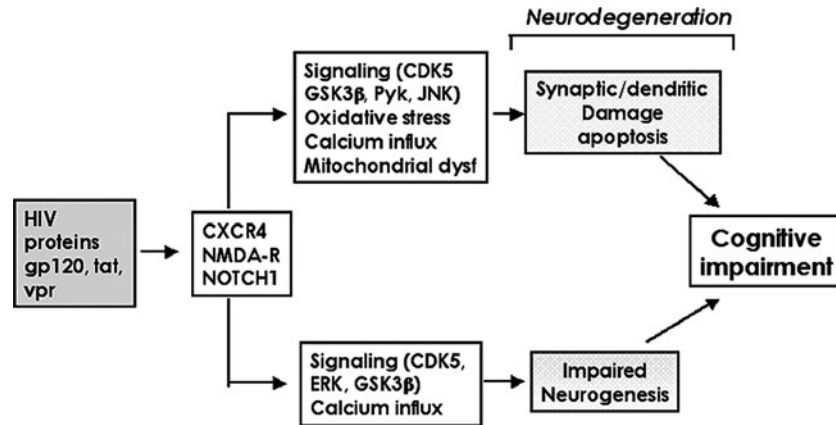 Neurodegeneration
Signaling (CDK5
GSK3β, Pyk, JNK)
Oxidative stress
Calcium influx
Mitochondrial dysf
Synaptic/dendritic
Damage
apoptosis
HIV
proteins
gp120, tat,
vpr
CXCR4
NMDA-R
NOTCH1
Cognitive
impairment
Signaling (CDK5,
ERK, GSK3β)
Calcium influx
Impaired
Neurogenesis